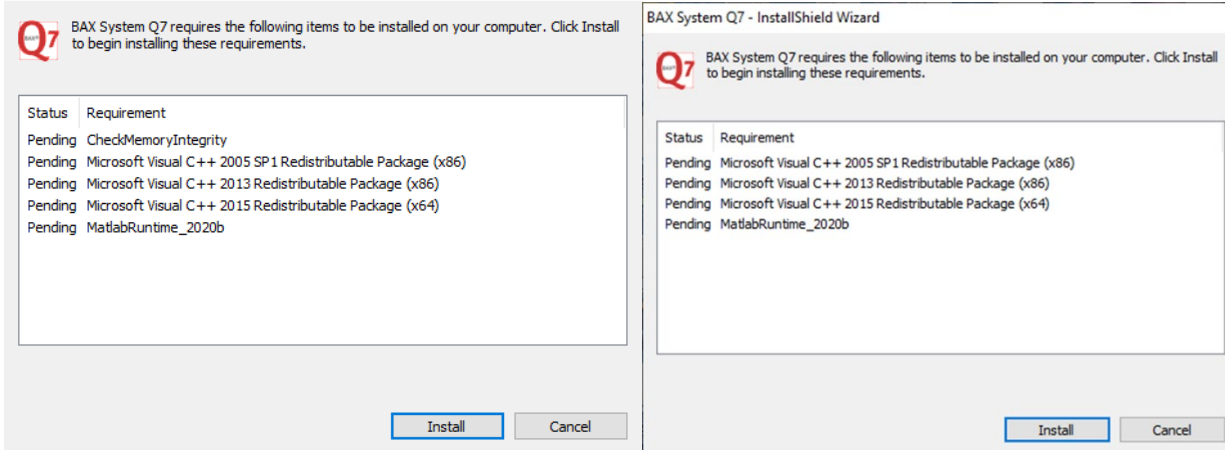 BAX System Q7 requires the following items to be installed on your computer. Click Install
to begin installing these requirements.
Status Requirement
Pending CheckMemoryIntegrity
Pending Microsoft Visual C++ 2005 SP1 Redistributable Package (x86)
Pending Microsoft Visual C++ 2013 Redistributable Package (x86)
Pending Microsoft Visual C++ 2015 Redistributable Package (x64)
Pending MatlabRuntime_2020b
Install Cancel
BAX System Q7 - InstallShield Wizard
BAX System Q7 requires the following items to be installed on your computer. Click Install
to begin installing these requirements.
Status Requirement
Pending Microsoft Visual C++ 2005 SP1 Redistributable Package (x86)
Pending Microsoft Visual C++ 2013 Redistributable Package (x86)
Pending Microsoft Visual C++ 2015 Redistributable Package (x64)
Pending MatlabRuntime_2020b
Install Cancel